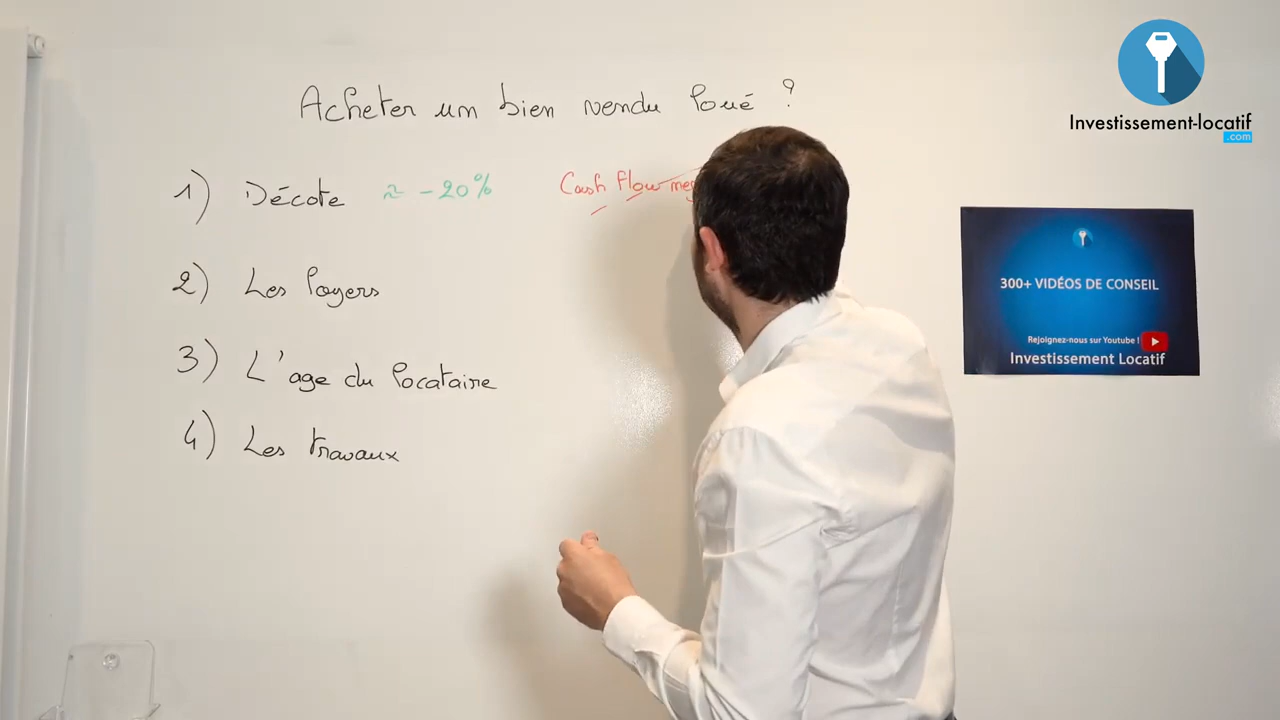 Acheter un bien vendu loué ?
1) Décote ≈ -20% Cash flow
2) Les loyers
3) L'age du locataire
4) Les travaux
Investissement-locatif
.com
300+ VIDÉOS DE CONSEIL
Rejoignez-nous sur Youtube !
Investissement Locatif